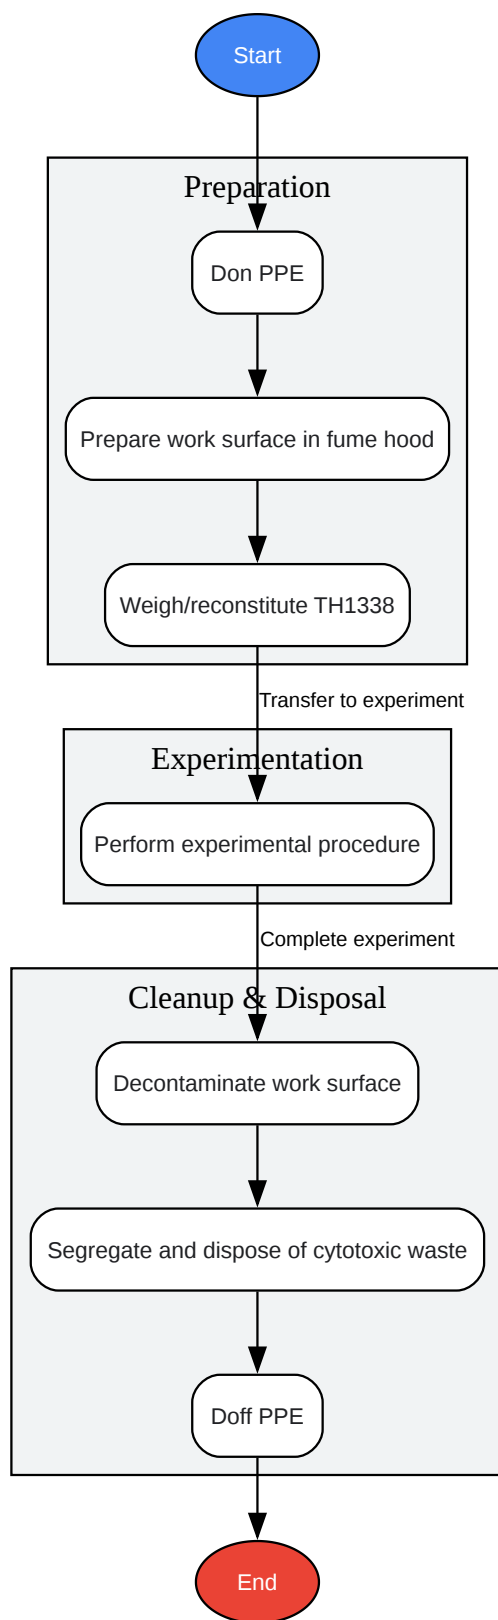 Start
Preparation
Don PPE
Prepare work surface in fume hood
Weigh/reconstitute TH1338
Transfer to experiment
Experimentation
Perform experimental procedure
Complete experiment
Cleanup & Disposal
Decontaminate work surface
Segregate and dispose of cytotoxic waste
Doff PPE
End